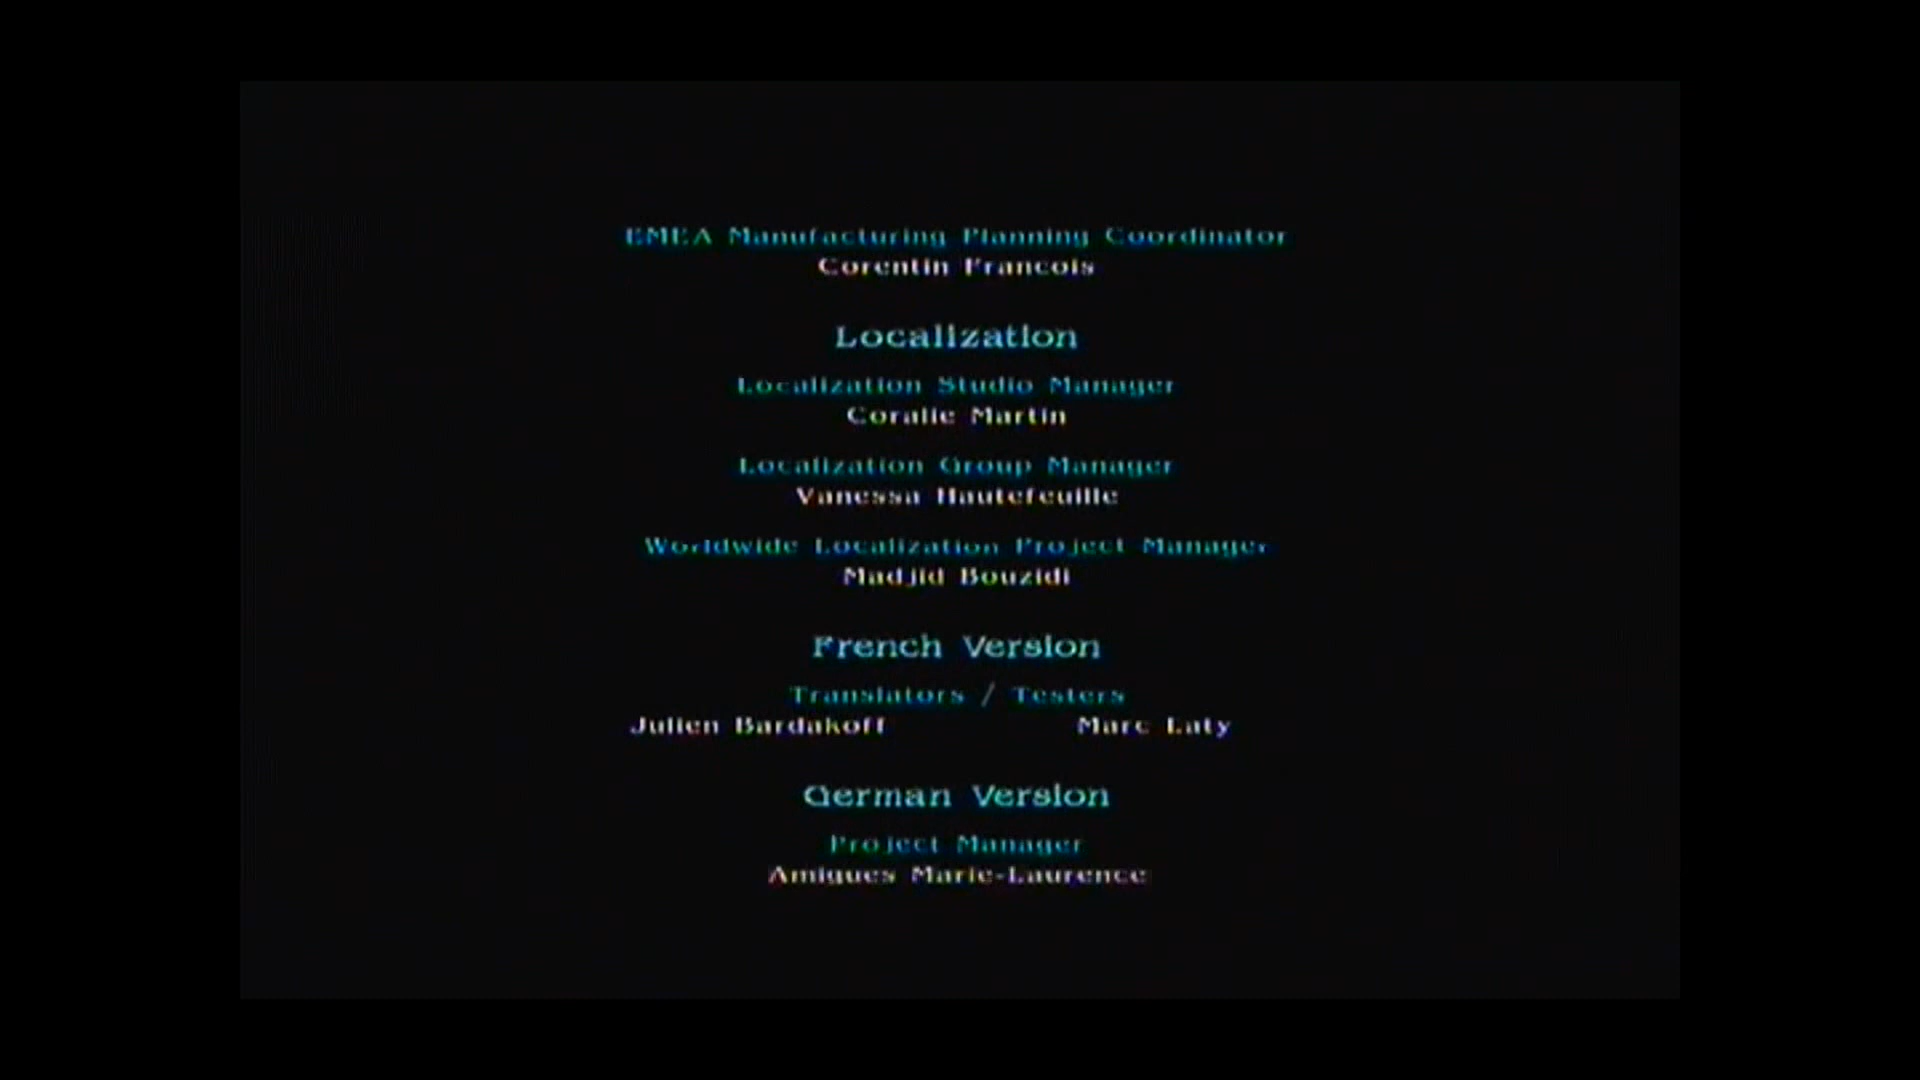 EMEA Manufacturing Planning Coordinator
Corentin Francois
Localization
Localization Studio Manager
Coralie Martin
Localization Group Manager
Vanessa Hautefeuille
Worldwide Localization Project Manager
Madjid Bouzidi
French Version
Translators / Testers
Julien Bardakoff Marc Laty
German Version
Project Manager
Amigues Marie-Laurence